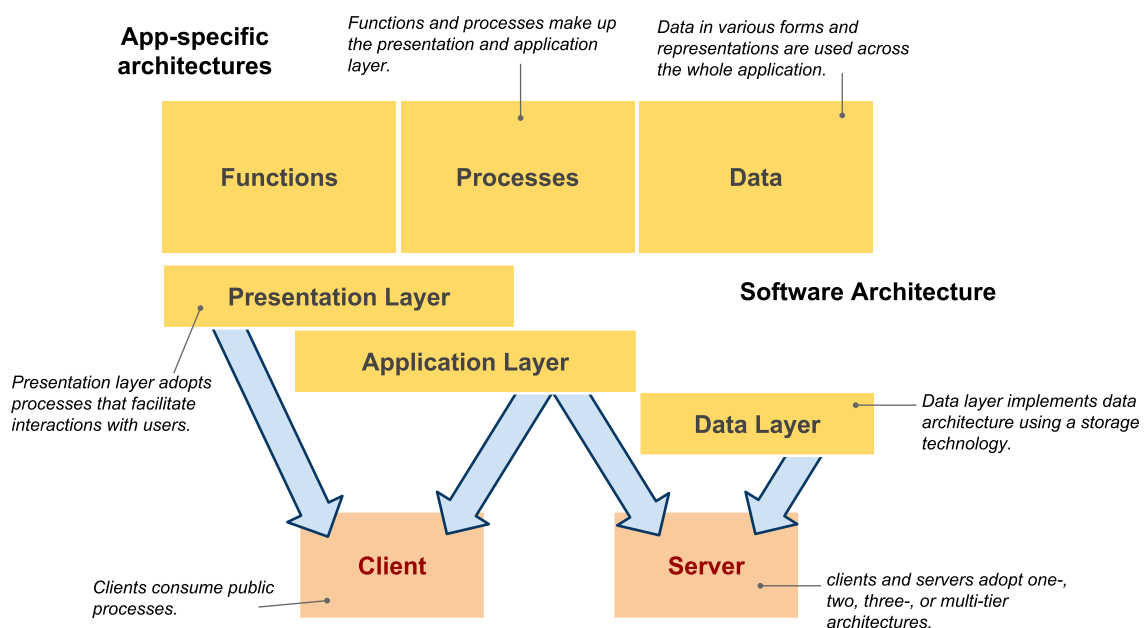 App-specific
architectures
Functions and processes make up
the presentation and application
layer.
Data in various forms and
representations are used across
the whole application.
Functions
Processes
Data
Presentation Layer
Software Architecture
Application Layer
Presentation layer adopts
processes that facilitate
interactions with users.
Data Layer
Data layer implements data
architecture using a storage
technology.
Client
Server
Clients consume public
processes.
clients and servers adopt one-,
two, three-, or multi-tier
architectures.